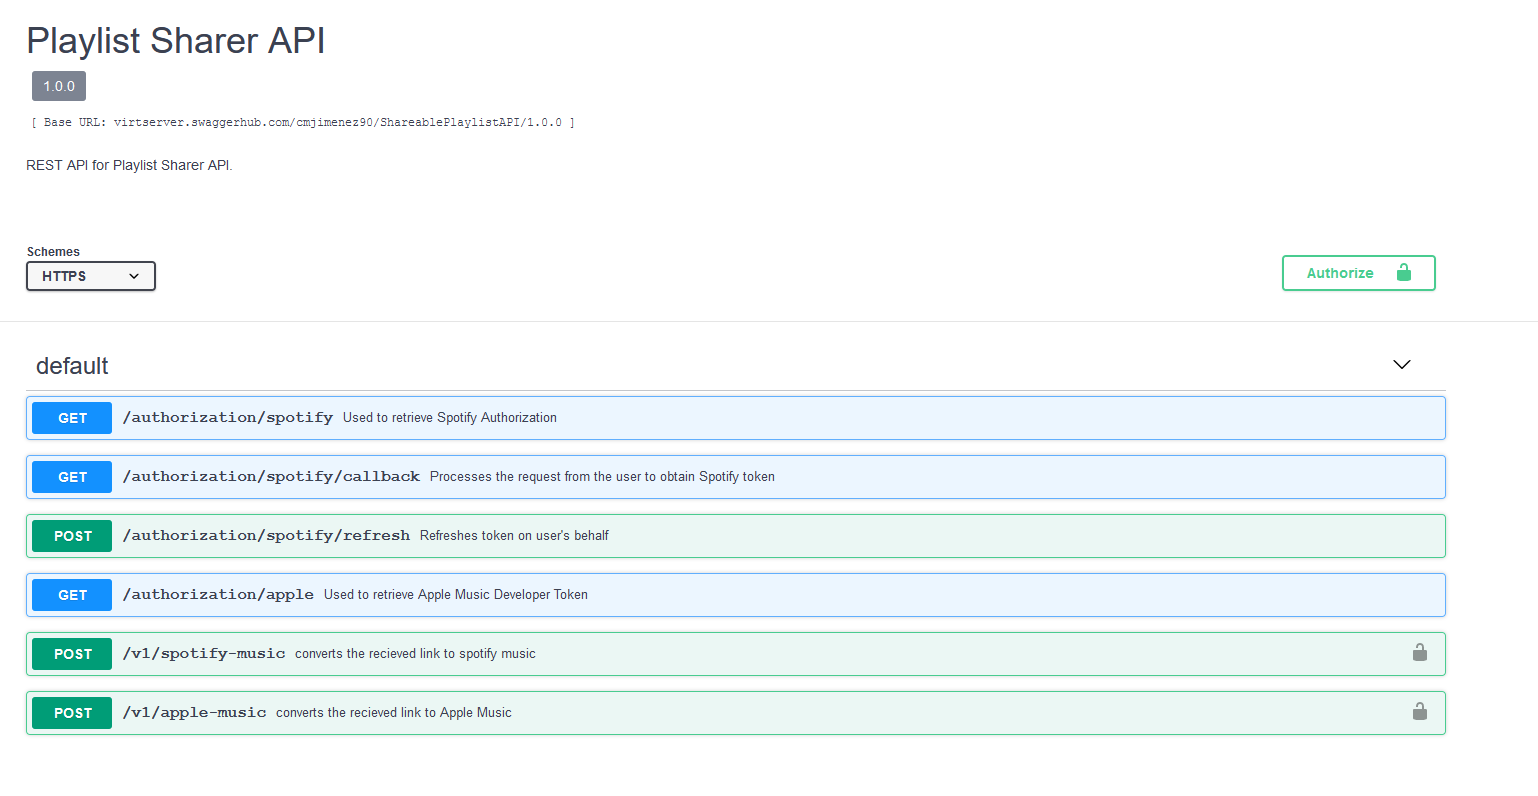 Playlist Sharer API
1.0.0
[ Base URL: virtserver.swaggerhub.com/cmjimenez90/ShareablePlaylistAPI/1.0.0 ]
REST API for Playlist Sharer API.
Schemes
HTTPS
Authorize
default
GET /authorization/spotify Used to retrieve Spotify Authorization
GET /authorization/spotify/callback Processes the request from the user to obtain Spotify token
POST /authorization/spotify/refresh Refreshes token on user's behalf
GET /authorization/apple Used to retrieve Apple Music Developer Token
POST /v1/spotify-music converts the recieved link to spotify music
POST /v1/apple-music converts the recieved link to Apple Music